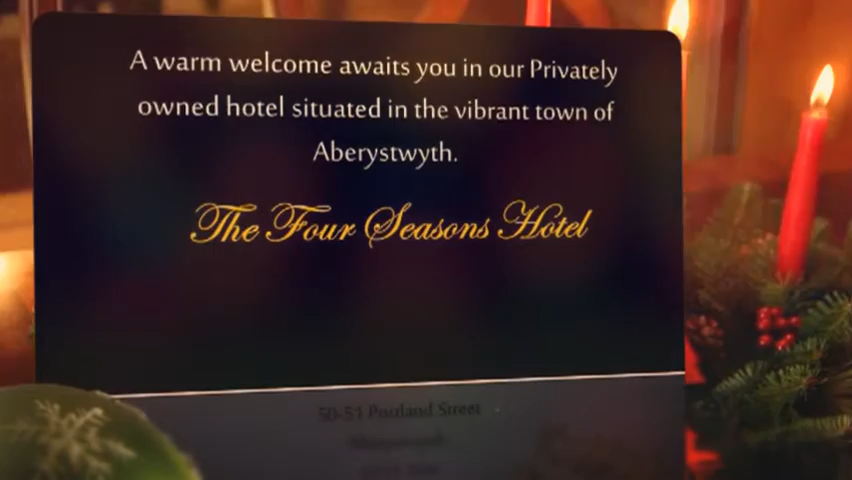 A warm welcome awaits you in our Privately
owned hotel situated in the vibrant town of
Aberystwyth.
The Four Seasons Hotel
50-51 Portland Street